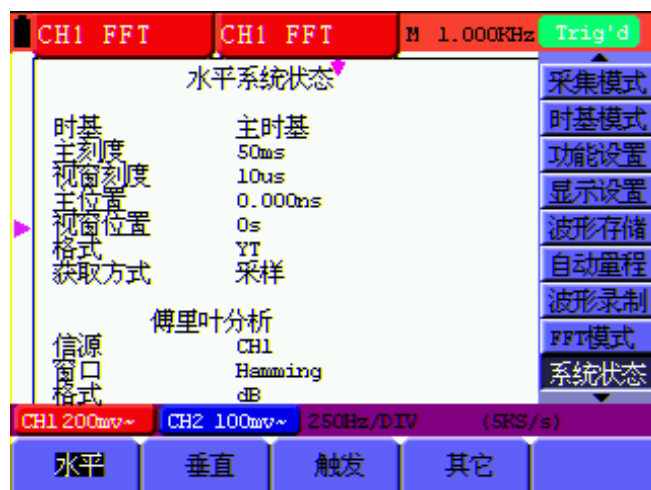 CH1 FFT CH1 FFT M 1.000KHz Trig'd
水平系统状态
时基 主时基
主刻度 50ms
视窗刻度 10us
主位置 0.000ns
视窗位置 0s
格式 YT
获取方式 采样
傅里叶分析
信源 CH1
窗口 Hamming
格式 dB
采集模式
时基模式
功能设置
显示设置
波形存储
自动量程
波形录制
FFT模式
系统状态
CH1 200mv~ CH2 100mv~ 250Hz/DIV (5KS/s)
水平 垂直 触发 其它